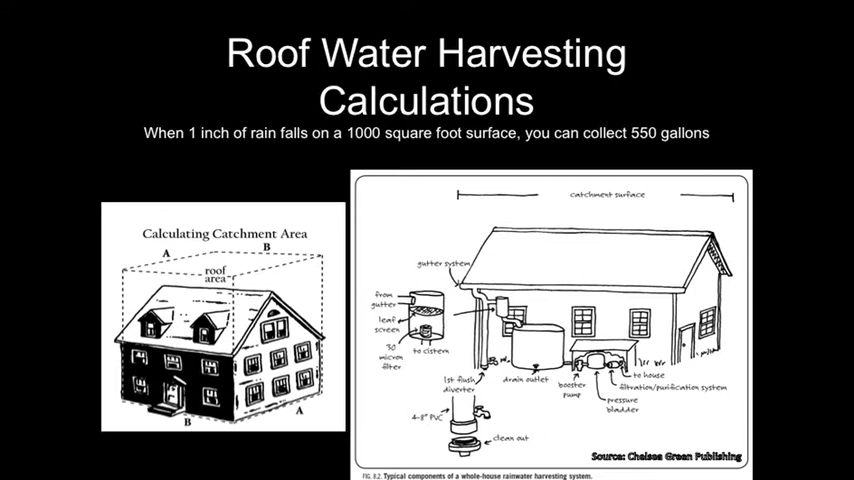 Roof Water Harvesting
Calculations
When 1 inch of rain falls on a 1000 square foot surface, you can collect 550 gallons
Calculating Catchment Area
A
B
roof
area
B
A
catchment surface
gutter system
from
gutter
leaf
screen
30
micron
filter
to cistern
1st flush
diverter
drain outlet
booster
pump
to house
filtration/purification system
pressure
bladder
4-8" PVC
clean out
Source: Chelsea Green Publishing
FIG. 8.2. Typical components of a whole-house rainwater harvesting system.